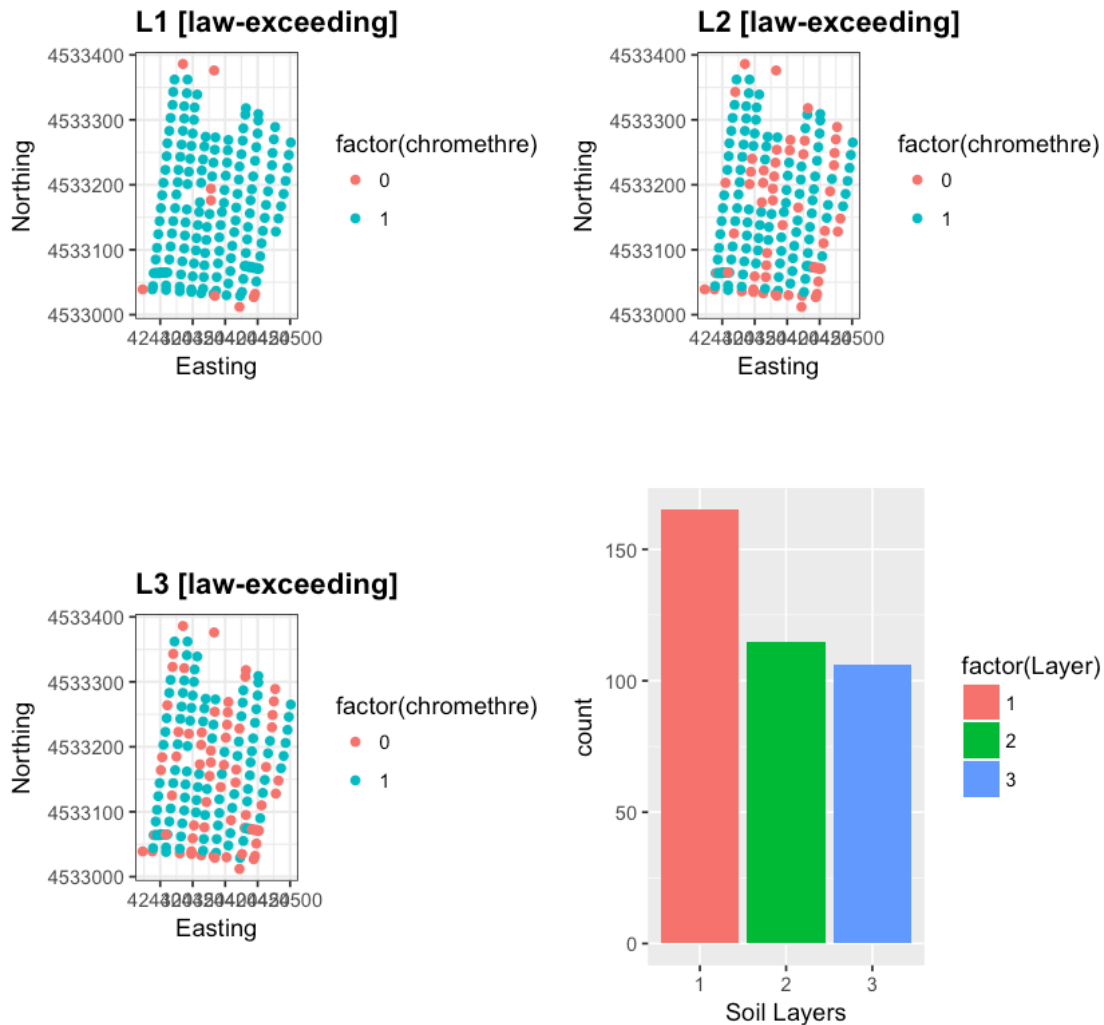 L1 [law-exceeding]
4533400
4533300
4533200
4533100
4533000
Northing
Easting
factor(chromethre)
0
1
L2 [law-exceeding]
4533400
4533300
4533200
4533100
4533000
Northing
Easting
factor(chromethre)
0
1
L3 [law-exceeding]
4533400
4533300
4533200
4533100
4533000
Northing
Easting
factor(chromethre)
0
1
150
100
50
0
count
1 2 3
Soil Layers
factor(Layer)
1
2
3